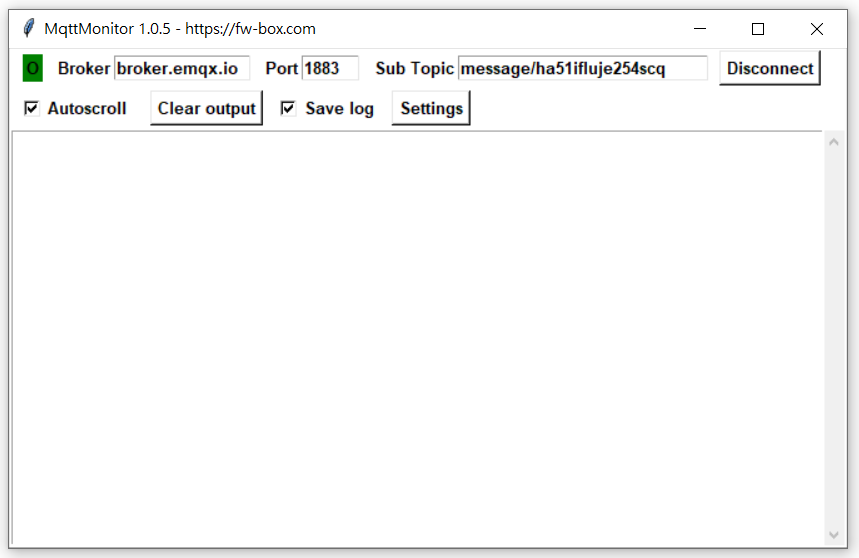 MqttMonitor 1.0.5 - https://fw-box.com
O Broker broker.emqx.io Port 1883 Sub Topic message/ha51ifluje254scq Disconnect
Autoscroll Clear output Save log Settings